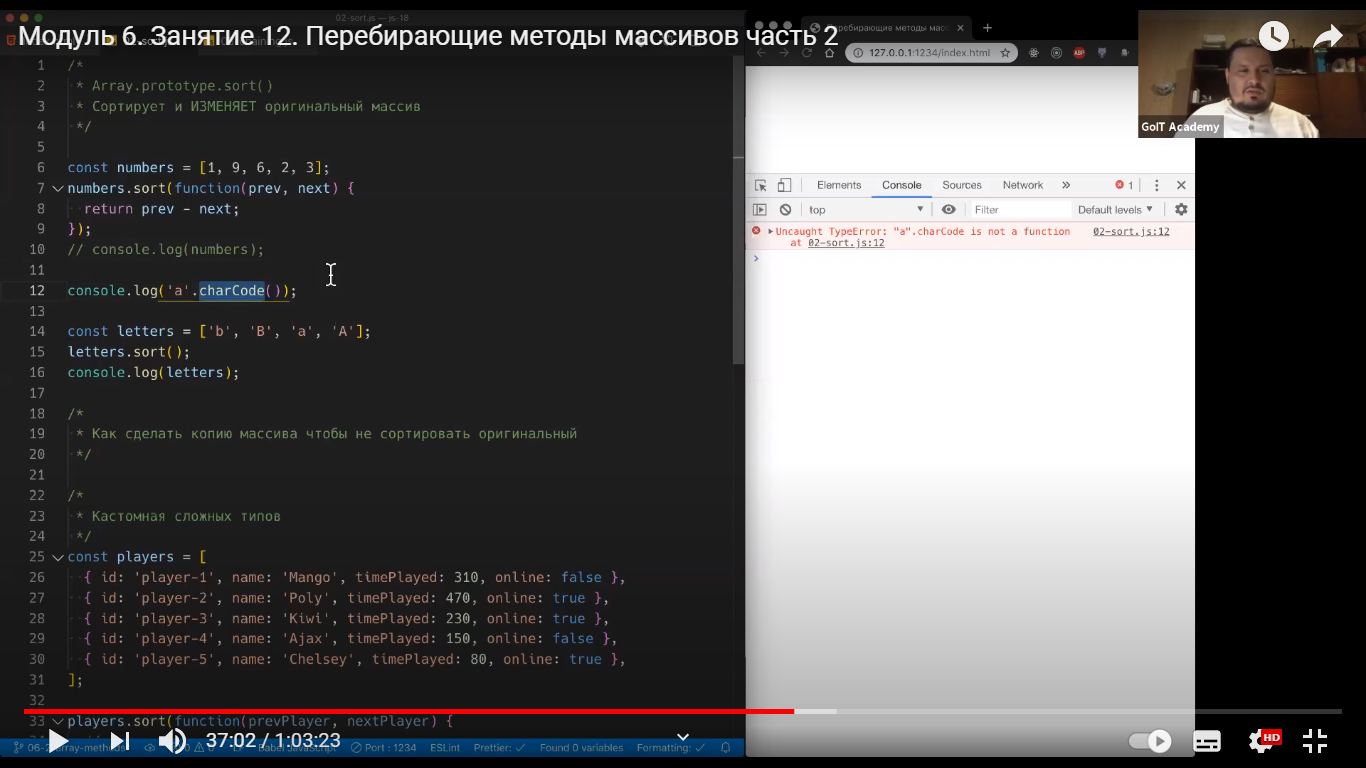 02-sort.js — js-18
Модуль 6. Занятие 12. Перебирающие методы массивов часть 2
127.0.0.1:1234/index.html
ABP
GoIT Academy
1 /*
2 * Array.prototype.sort()
3 * Сортирует и ИЗМЕНЯЕТ оригинальный массив
4 */
5
6 const numbers = [1, 9, 6, 2, 3];
7 numbers.sort(function(prev, next) {
8 return prev - next;
9 });
10 // console.log(numbers);
11
12 console.log('a'.charCode());
13
14 const letters = ['b', 'B', 'a', 'A'];
15 letters.sort();
16 console.log(letters);
17
18 /*
19 * Как сделать копию массива чтобы не сортировать оригинальный
20 */
21
22 /*
23 * Кастомная сложных типов
24 */
25 const players = [
26 { id: 'player-1', name: 'Mango', timePlayed: 310, online: false },
27 { id: 'player-2', name: 'Poly', timePlayed: 470, online: true },
28 { id: 'player-3', name: 'Kiwi', timePlayed: 230, online: true },
29 { id: 'player-4', name: 'Ajax', timePlayed: 150, online: false },
30 { id: 'player-5', name: 'Chelsey', timePlayed: 80, online: true },
31 ];
32
33 players.sort(function(prevPlayer, nextPlayer) {
Elements Console Sources Network 1
top Filter Default levels
Uncaught TypeError: "a".charCode is not a function 02-sort.js:12
at 02-sort.js:12
37:02 / 1:03:23
Port : 1234 ESLint Prettier: Found 0 variables Formatting:
HD